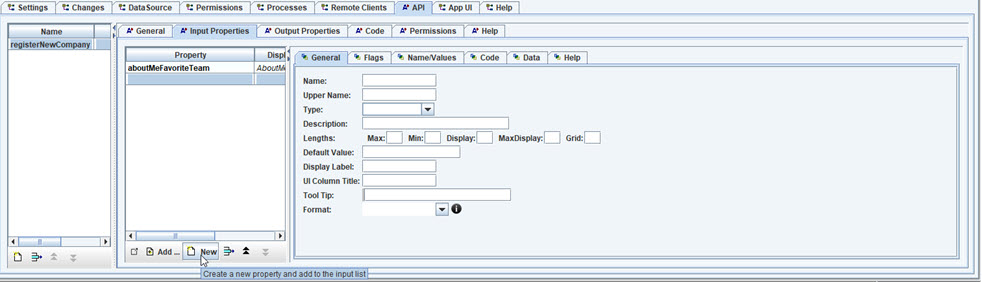 Settings Changes DataSource Permissions Processes Remote Clients API App UI Help
Name
registerNewCompany
General Input Properties Output Properties Code Permissions Help
Property Displ
aboutMeFavoriteTeam AboutMe
General Flags Name/Values Code Data Help
Name:
Upper Name:
Type:
Description:
Lengths: Max: Min: Display: MaxDisplay: Grid:
Default Value:
Display Label:
UI Column Title:
Tool Tip:
Format:
Add ... New
Create a new property and add to the input list